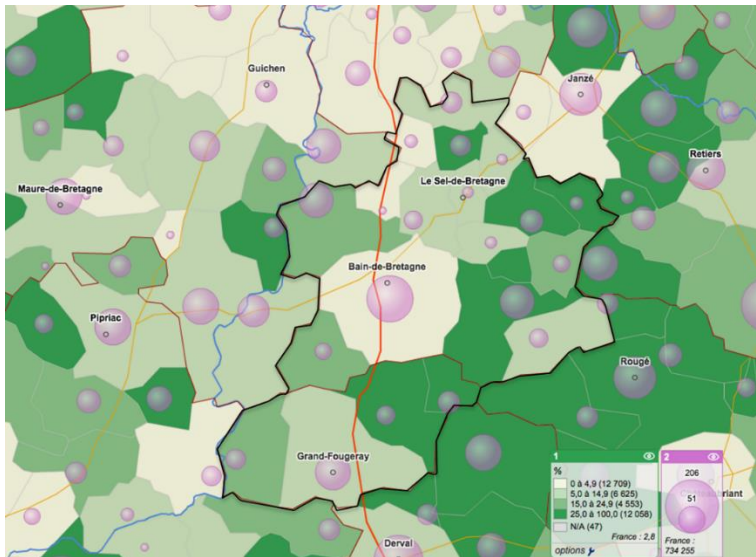 Guichen
Janzé
Retiers
Maure-de-Bretagne
Le Sel-de-Bretagne
Bain-de-Bretagne
Pipriac
Rougé
Grand-Fougeray
Derval
1
%
0 à 4,9 (12 709)
5,0 à 14,9 (6 625)
15,0 à 24,9 (4 553)
25,0 à 100,0 (12 058)
N/A (47)
France : 2,8
options
2
206
51
France :
734 255